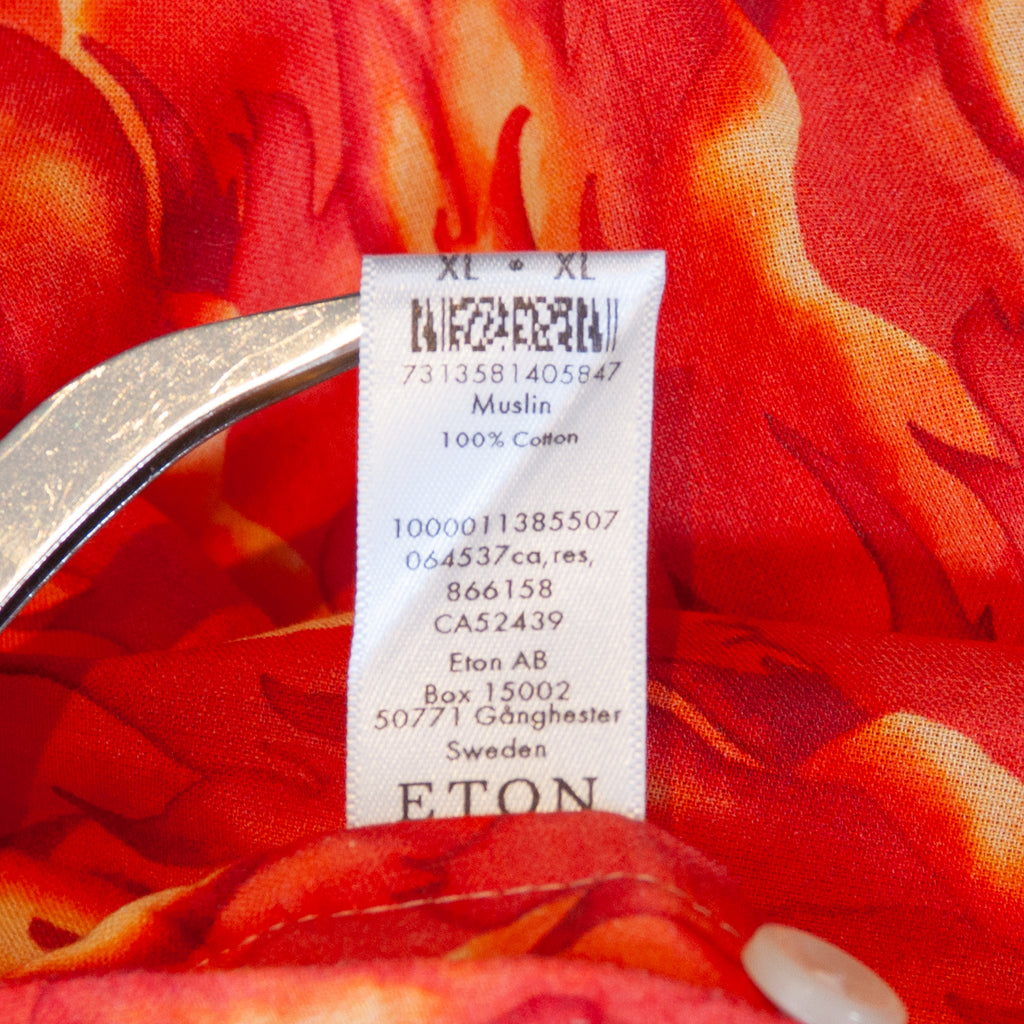 XL • XL
7313581405847
Muslin
100% Cotton
1000011385507
064537ca,res,
866158
CA52439
Eton AB
Box 15002
50771 Gånghester
Sweden
ETON